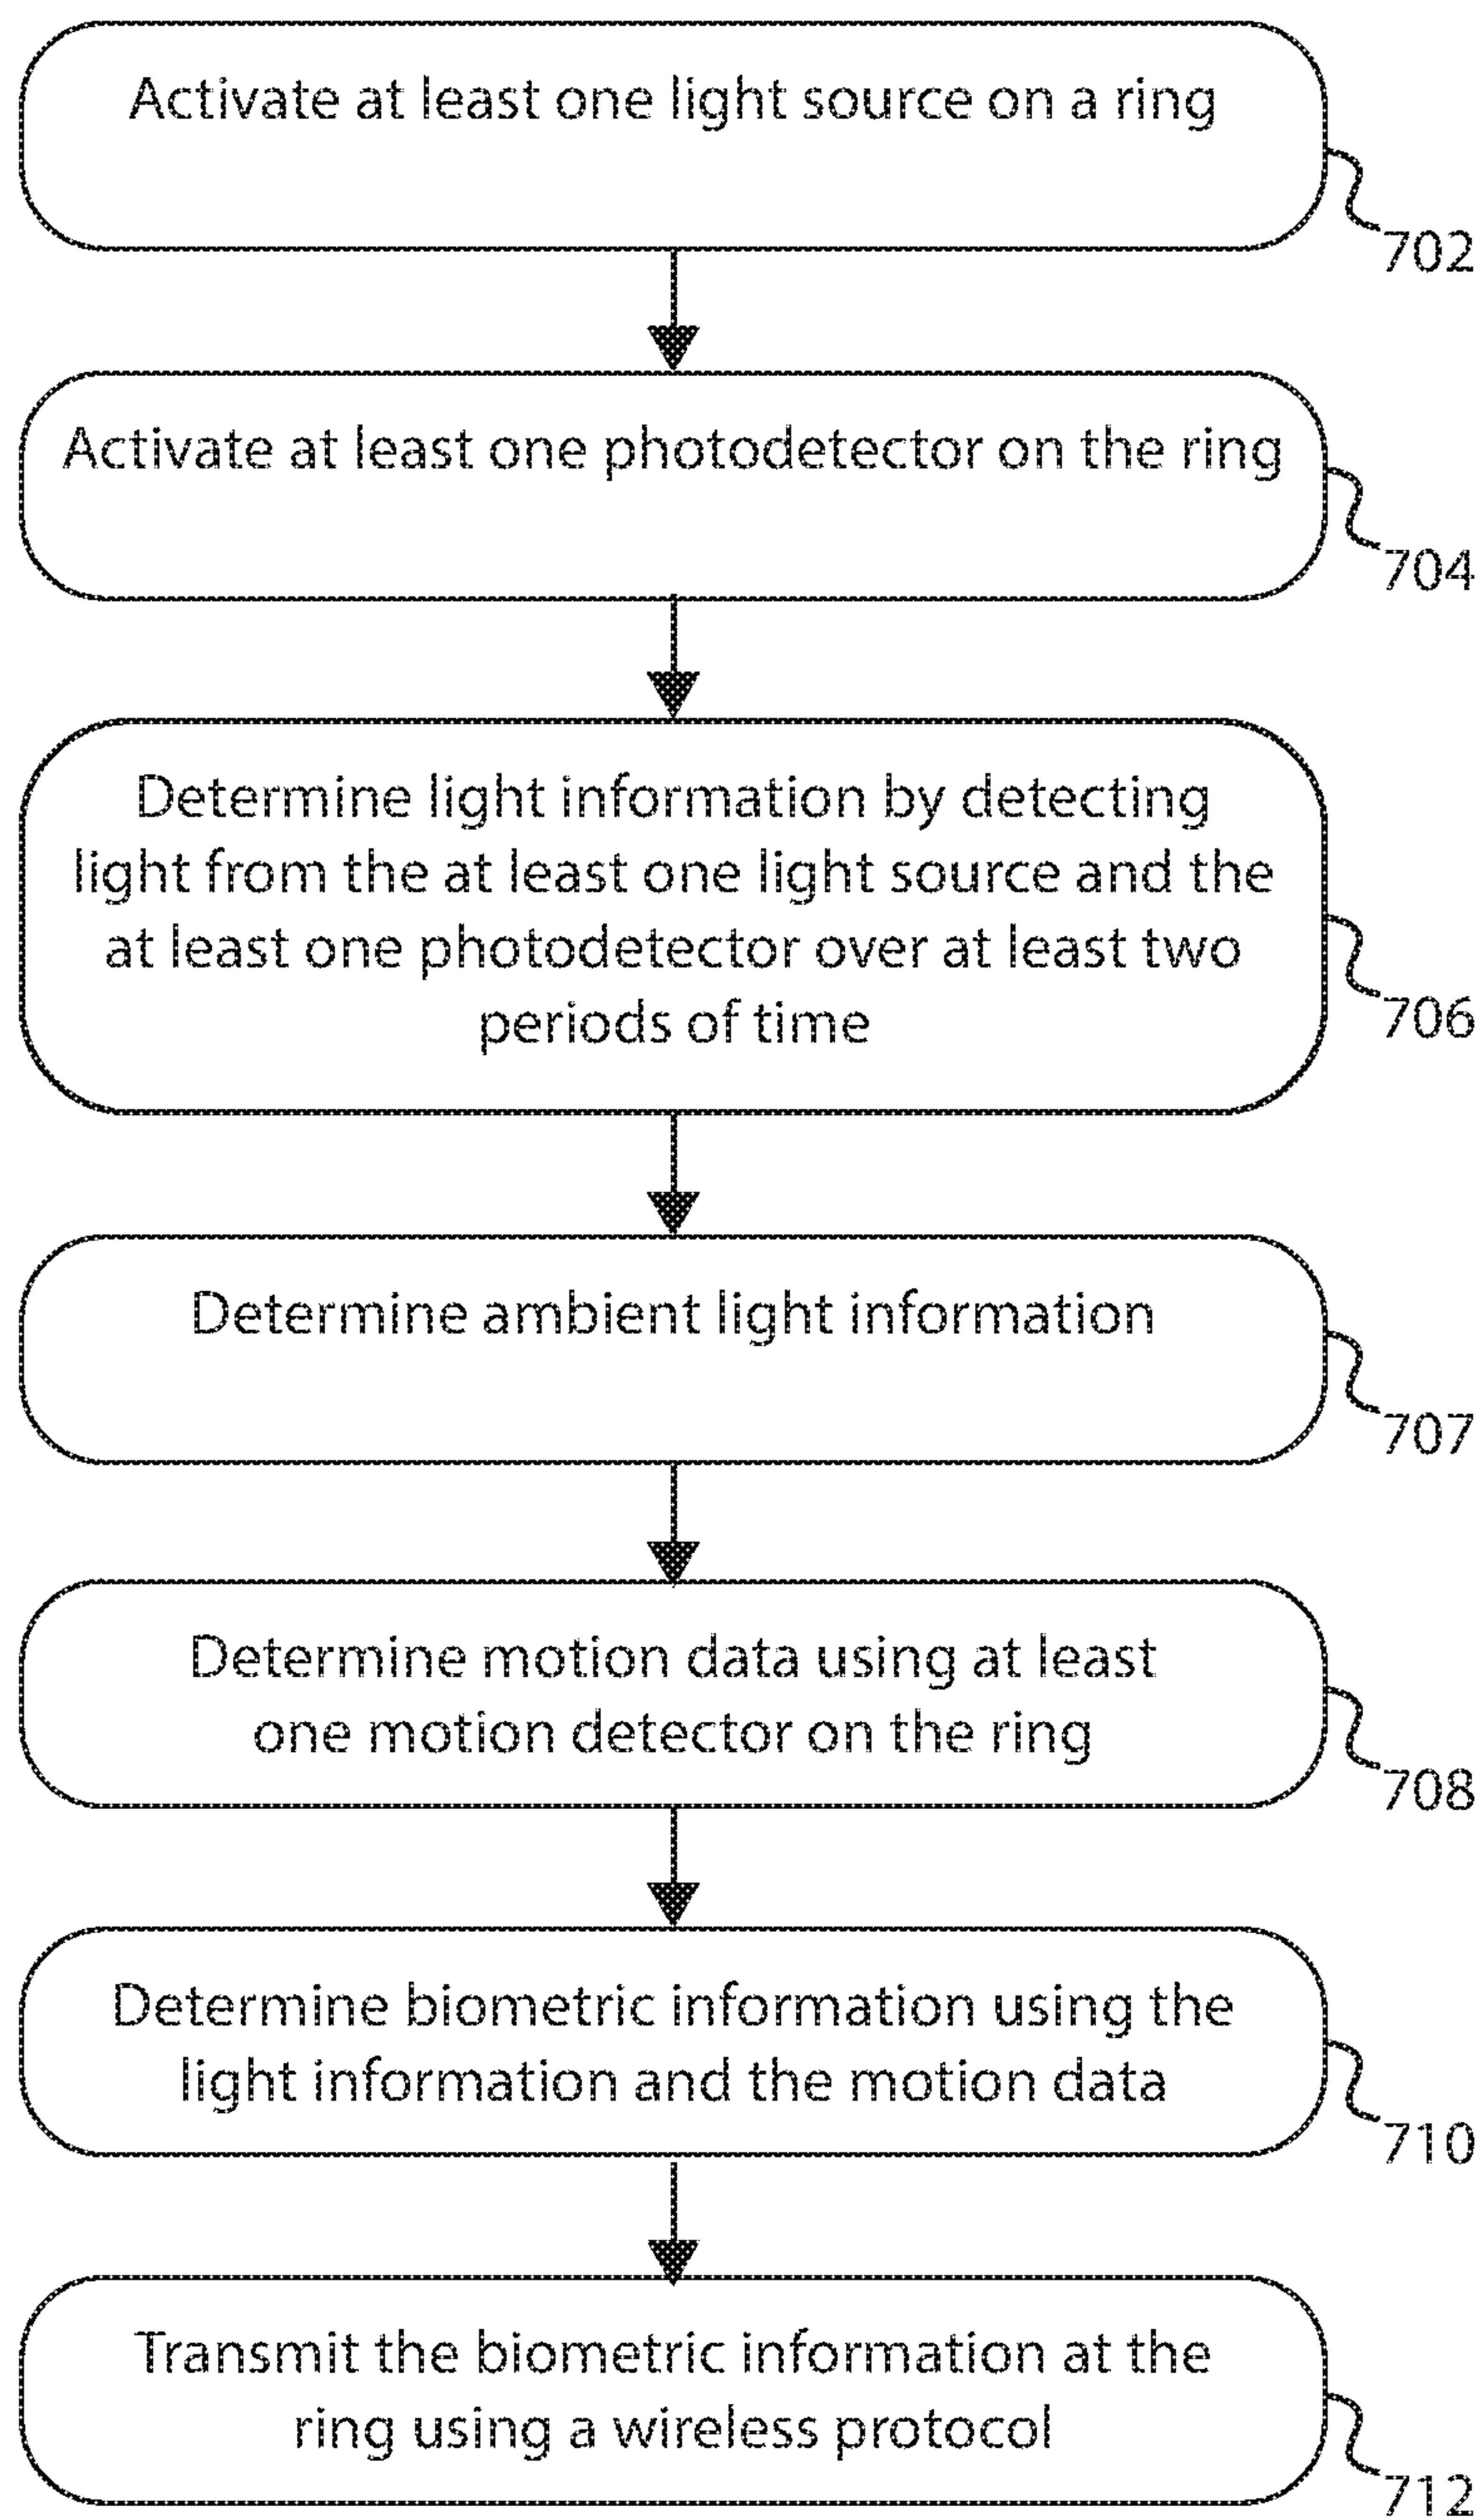 Activate at least one light source on a ring
702
Activate at least one photodetector on the ring
704
Determine light information by detecting
light from the at least one light source and the
at least one photodetector over at least two
periods of time
706
Determine ambient light information
707
Determine motion data using at least
one motion detector on the ring
708
Determine biometric information using the
light information and the motion data
710
Transmit the biometric information at the
ring using a wireless protocol
712